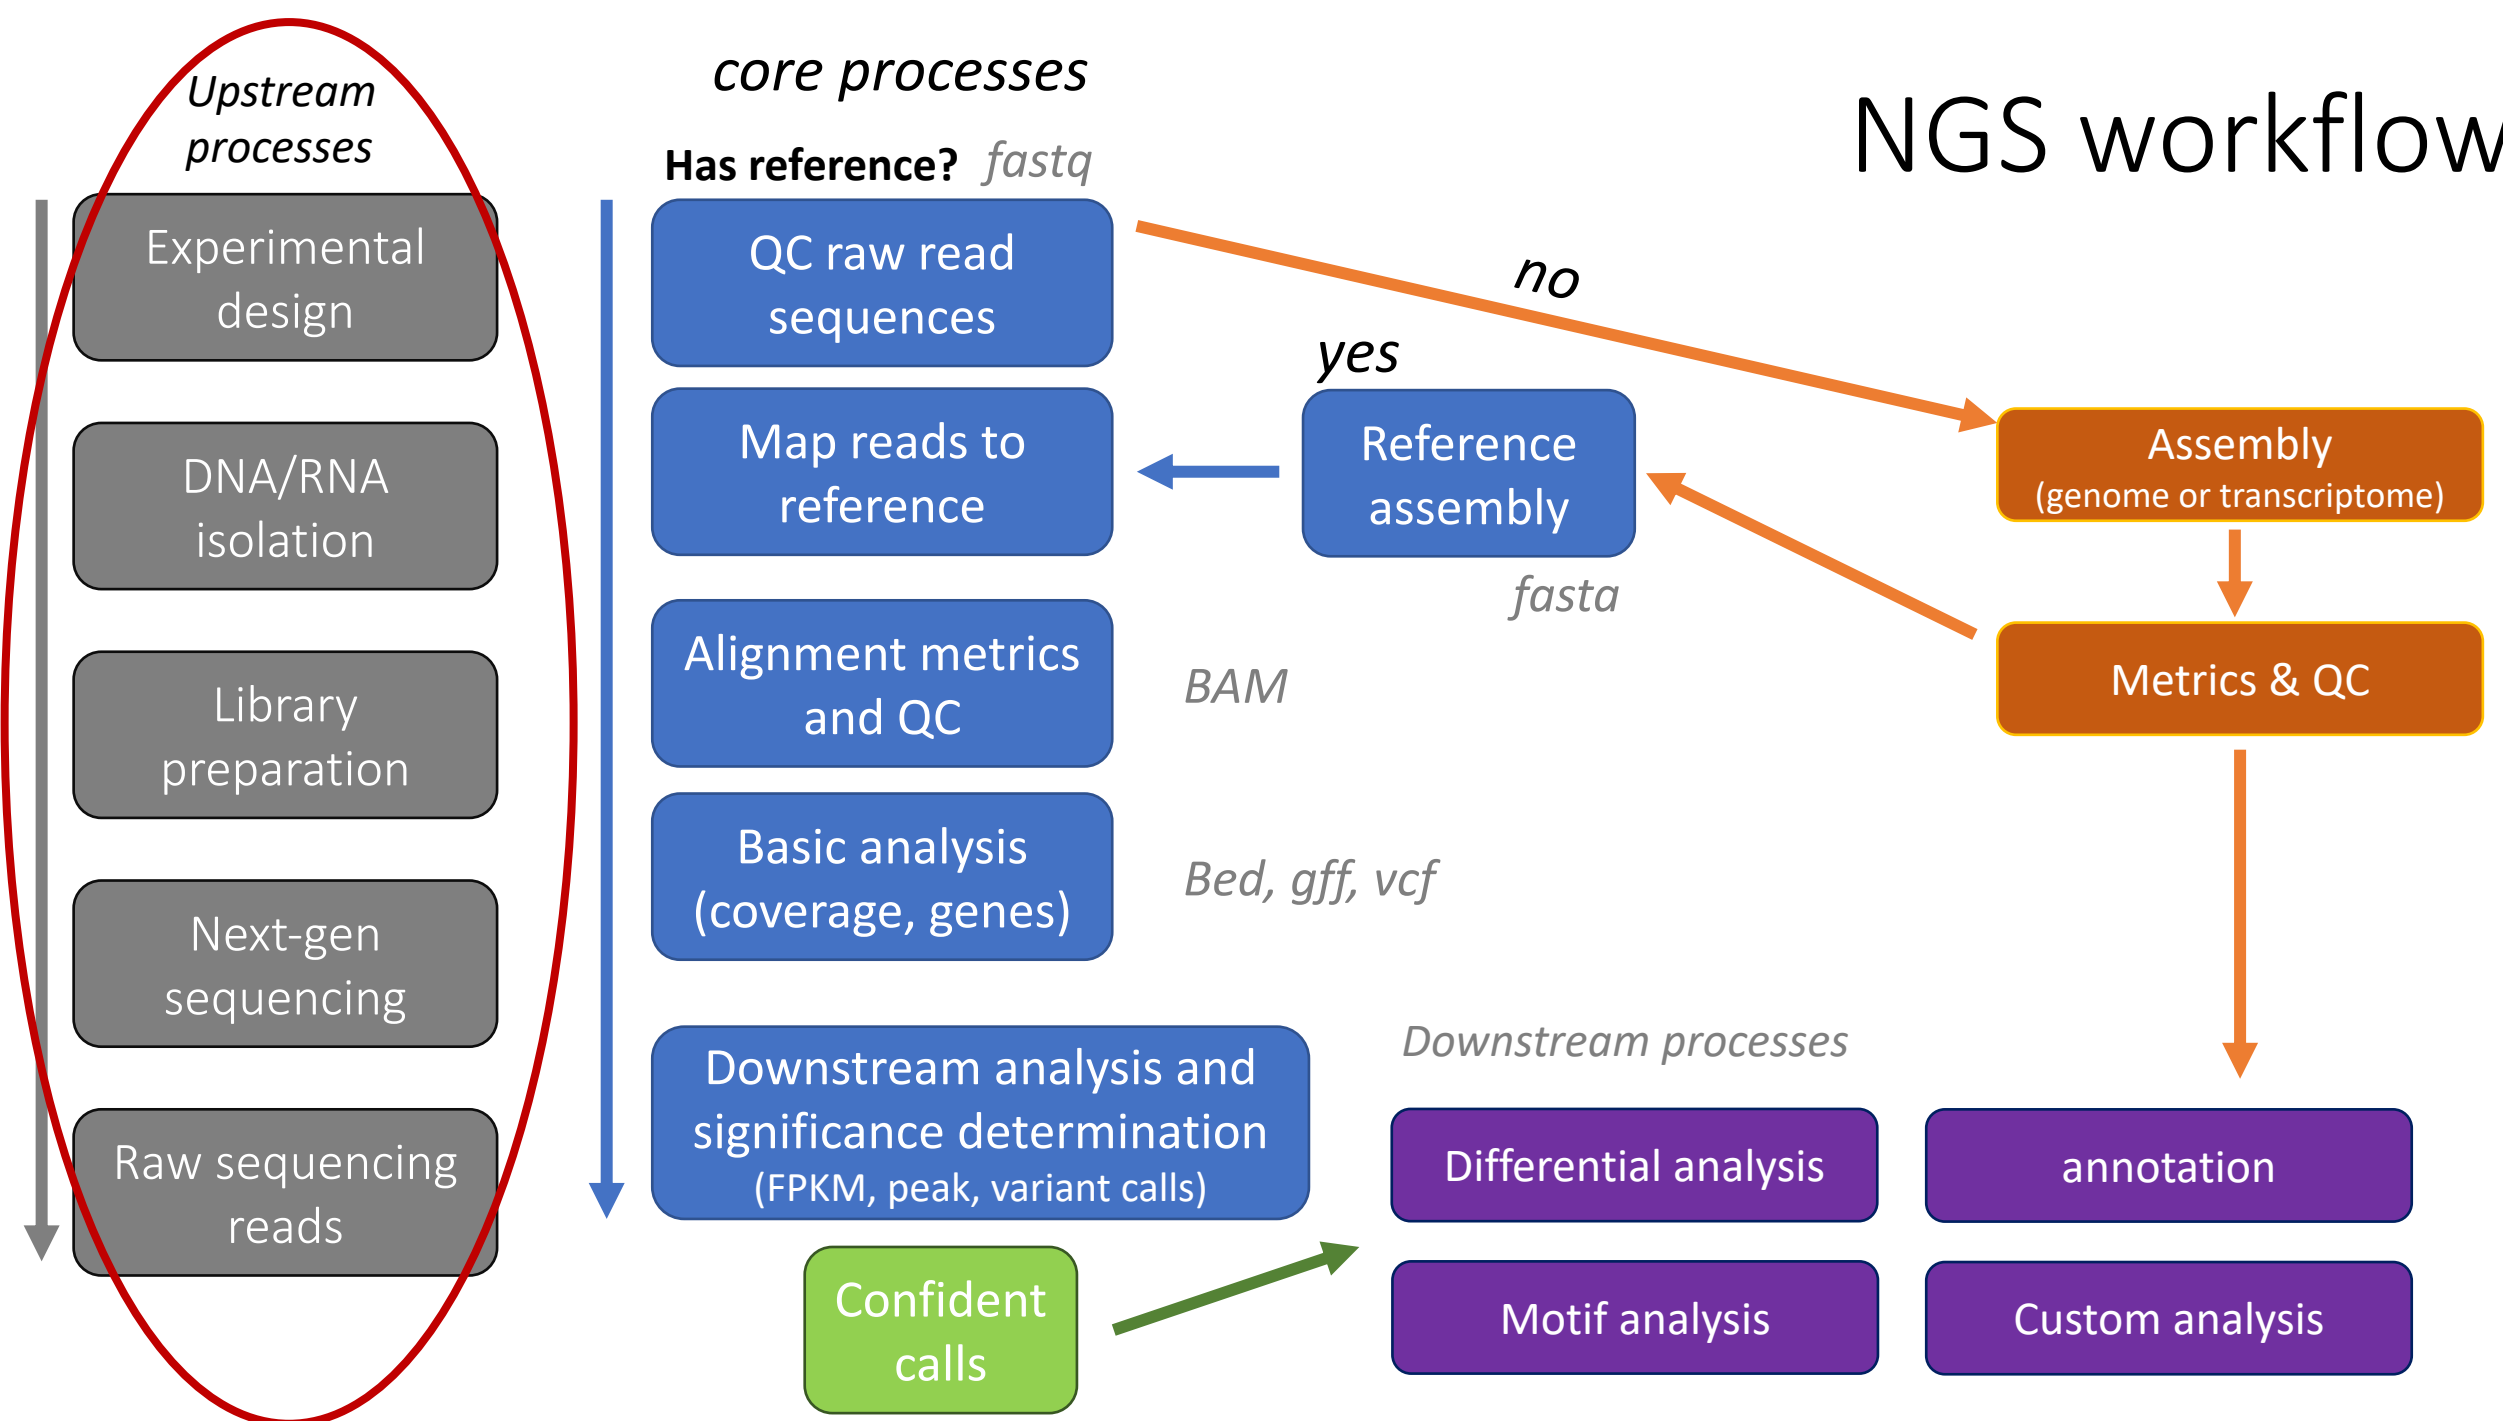 Upstream
processes
Experimental
design
DNA/RNA
isolation
Library
preparation
Next-gen
sequencing
Raw sequencing
reads
core processes
Has reference? fastq
QC raw read
sequences
Map reads to
reference
Alignment metrics
and QC
BAM
Basic analysis
(coverage, genes)
Bed, gff, vcf
Downstream analysis and
significance determination
(FPKM, peak, variant calls)
Confident
calls
NGS workflow
no
yes
Reference
assembly
fasta
Assembly
(genome or transcriptome)
Metrics & QC
Downstream processes
Differential analysis
annotation
Motif analysis
Custom analysis